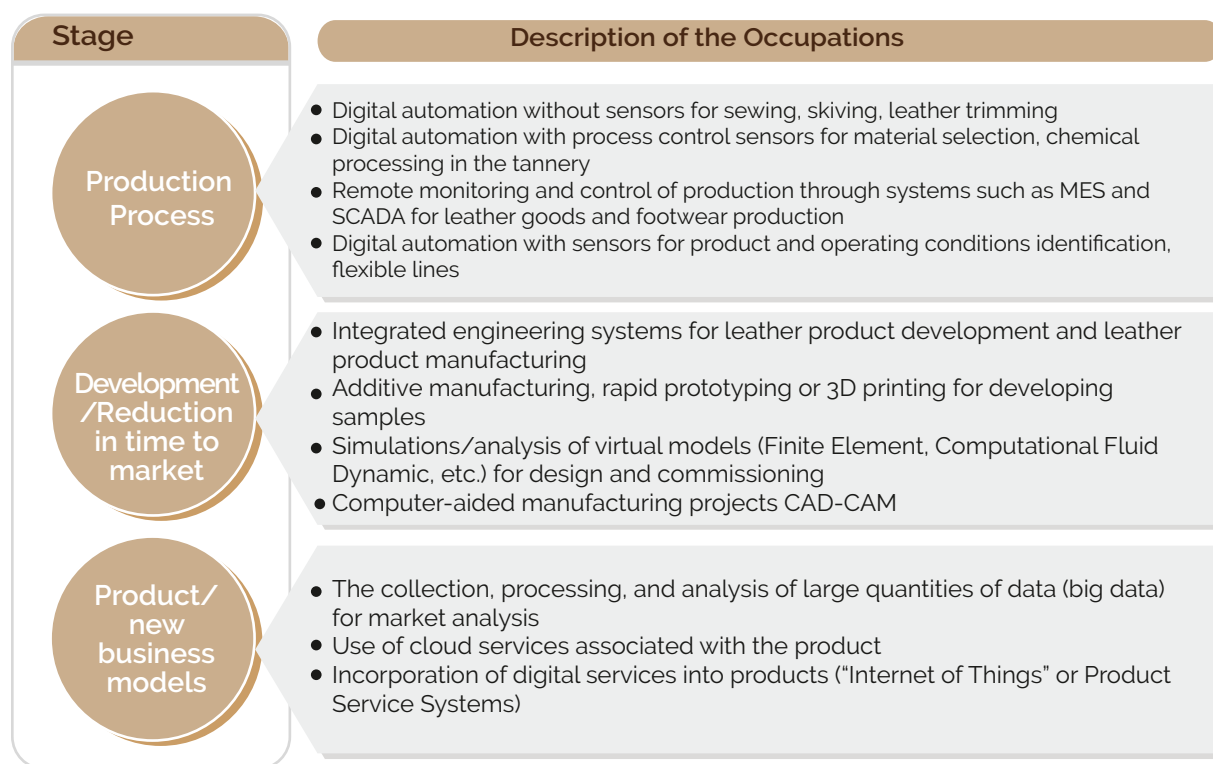 Stage
Description of the Occupations
Production
Process
• Digital automation without sensors for sewing, skiving, leather trimming
• Digital automation with process control sensors for material selection, chemical
processing in the tannery
• Remote monitoring and control of production through systems such as MES and
SCADA for leather goods and footwear production
• Digital automation with sensors for product and operating conditions identification,
flexible lines
Development
/Reduction
in time to
market
• Integrated engineering systems for leather product development and leather
product manufacturing
• Additive manufacturing, rapid prototyping or 3D printing for developing
samples
• Simulations/analysis of virtual models (Finite Element, Computational Fluid
Dynamic, etc.) for design and commissioning
• Computer-aided manufacturing projects CAD-CAM
Product/
new
business
models
• The collection, processing, and analysis of large quantities of data (big data)
for market analysis
• Use of cloud services associated with the product
• Incorporation of digital services into products (“Internet of Things” or Product
Service Systems)